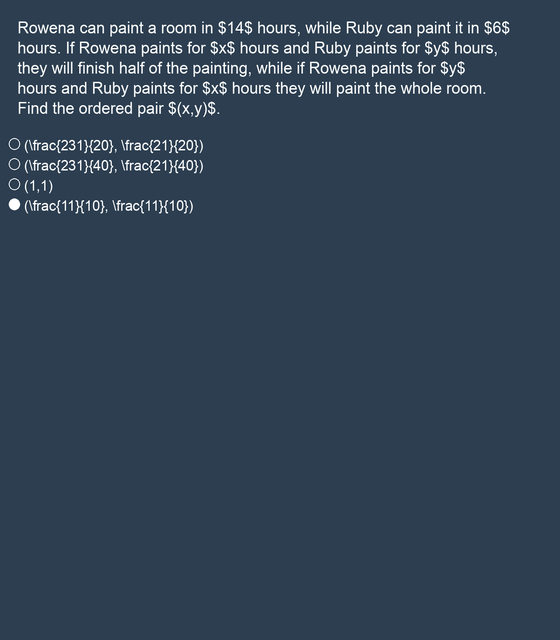 Rowena can paint a room in $14$ hours, while Ruby can paint it in $6$
hours. If Rowena paints for $x$ hours and Ruby paints for $y$ hours,
they will finish half of the painting, while if Rowena paints for $y$
hours and Ruby paints for $x$ hours they will paint the whole room.
Find the ordered pair $(x,y)$.
(\frac{231}{20}, \frac{21}{20})
(\frac{231}{40}, \frac{21}{40})
(1,1)
(\frac{11}{10}, \frac{11}{10})